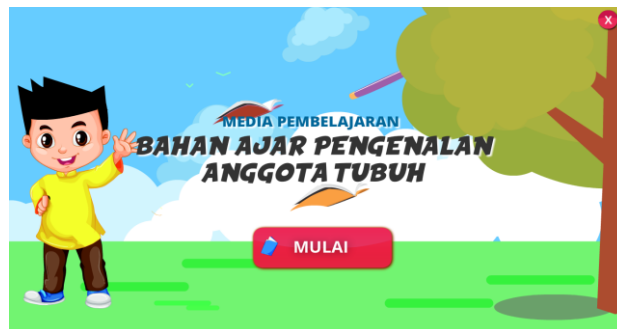 X
MEDIA PEMBELAJARAN
BAHAN AJAR PENGENALAN
ANGGOTA TUBUH
MULAI